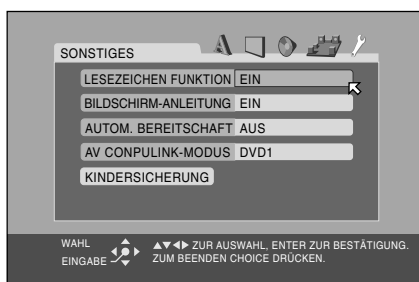 SONSTIGES
LESEZEICHEN FUNKTION EIN
BILDSCHIRM-ANLEITUNG EIN
AUTOM. BEREITSCHAFT AUS
AV CONPULINK-MODUS DVD1
KINDERSICHERUNG
WAHL
EINGABE
▲▼◀▶ ZUR AUSWAHL, ENTER ZUR BESTÄTIGUNG.
ZUM BEENDEN CHOICE DRÜCKEN.